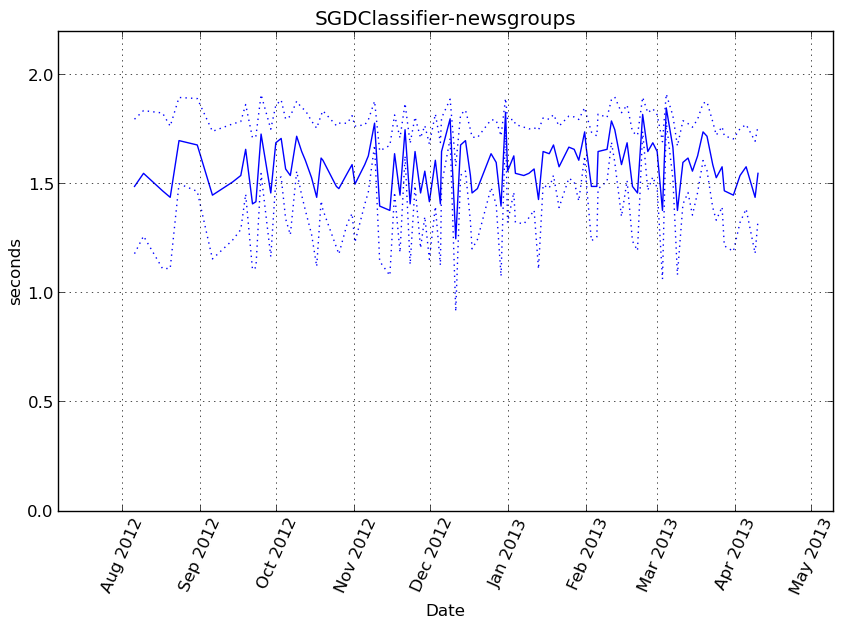 SGDClassifier-newsgroups
2.0
1.5
1.0
0.5
0.0
seconds
Aug 2012
Sep 2012
Oct 2012
Nov 2012
Dec 2012
Jan 2013
Feb 2013
Mar 2013
Apr 2013
May 2013
Date